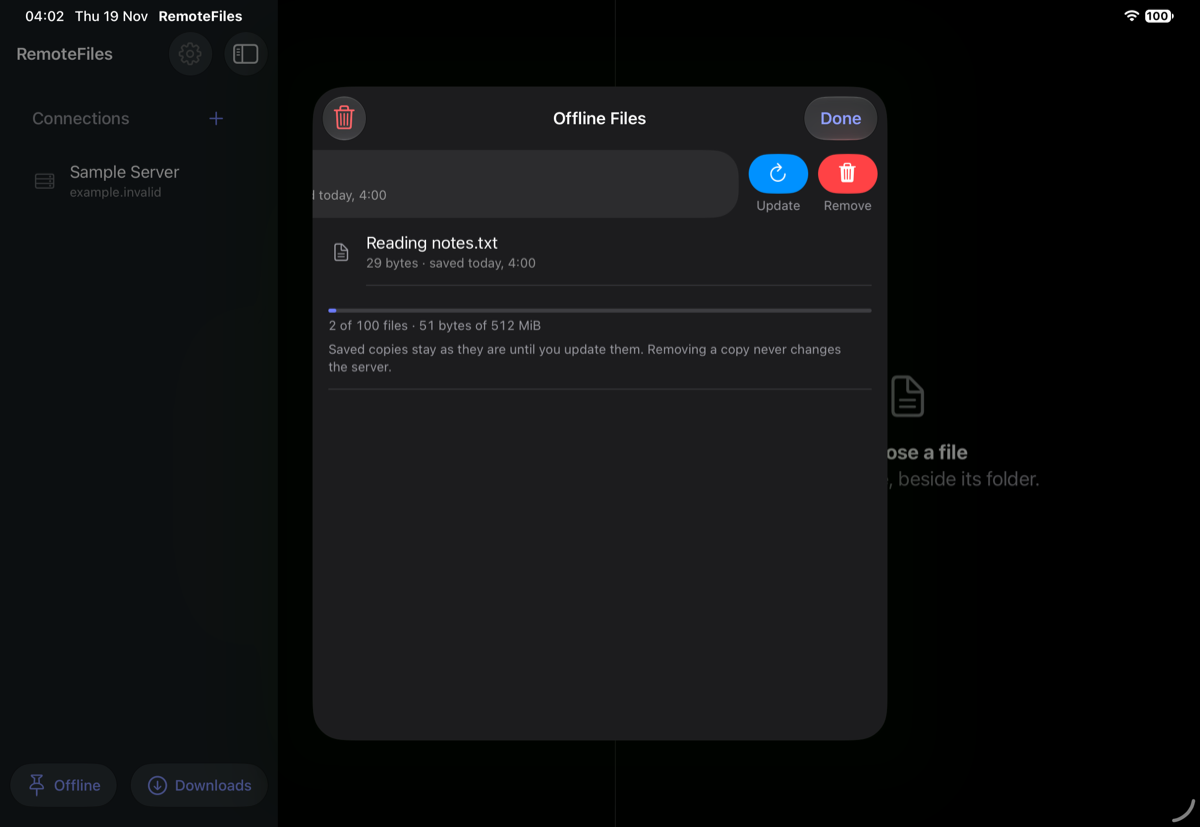 04:02 Thu 19 Nov RemoteFiles
100
RemoteFiles
Connections
Sample Server
example.invalid
Offline Files
Done
today, 4:00
Update
Remove
Reading notes.txt
29 bytes · saved today, 4:00
2 of 100 files · 51 bytes of 512 MiB
Saved copies stay as they are until you update them. Removing a copy never changes
the server.
ose a file
, beside its folder.
Offline
Downloads